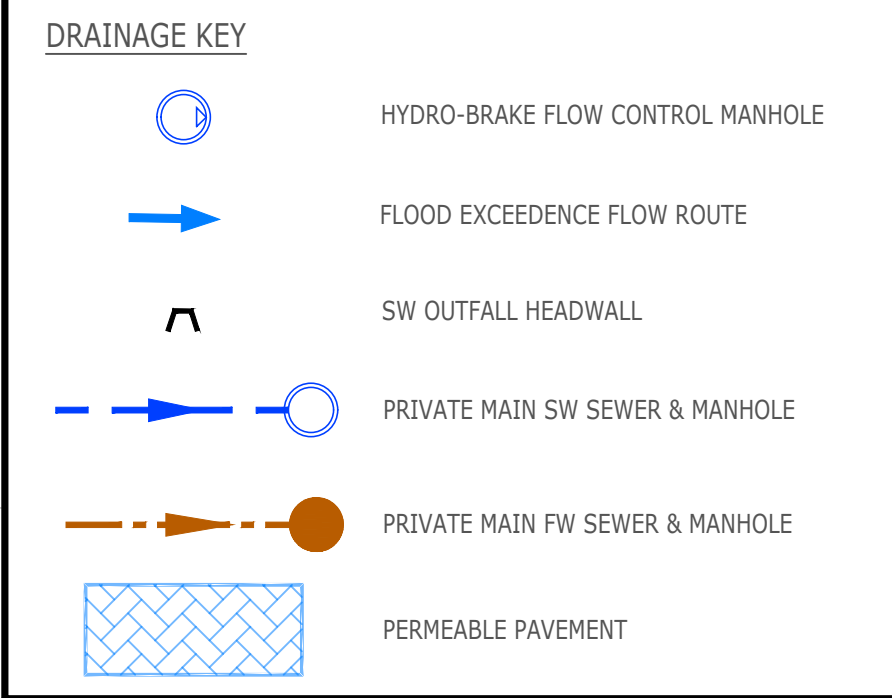 DRAINAGE KEY
HYDRO-BRAKE FLOW CONTROL MANHOLE
FLOOD EXCEEDENCE FLOW ROUTE
SW OUTFALL HEADWALL
PRIVATE MAIN SW SEWER & MANHOLE
PRIVATE MAIN FW SEWER & MANHOLE
PERMEABLE PAVEMENT